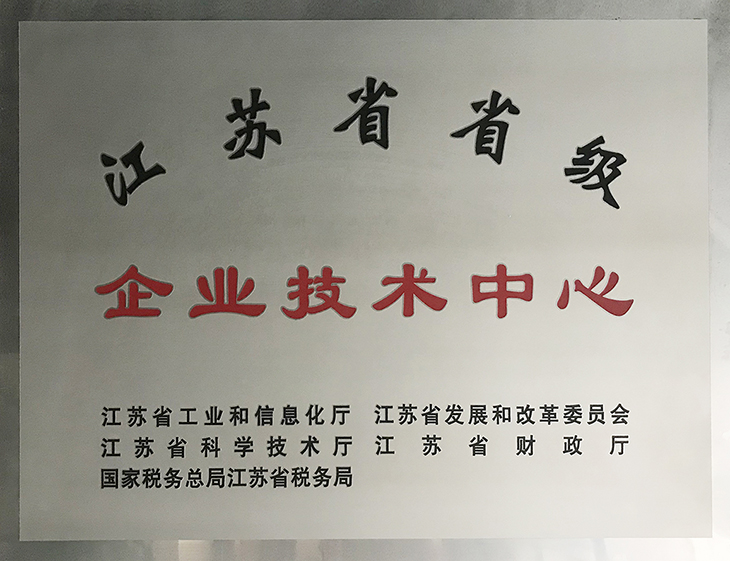 江苏省省级
企业技术中心
江苏省工业和信息化厅 江苏省发展和改革委员会
江苏省科学技术厅 江苏省财政厅
国家税务总局江苏省税务局